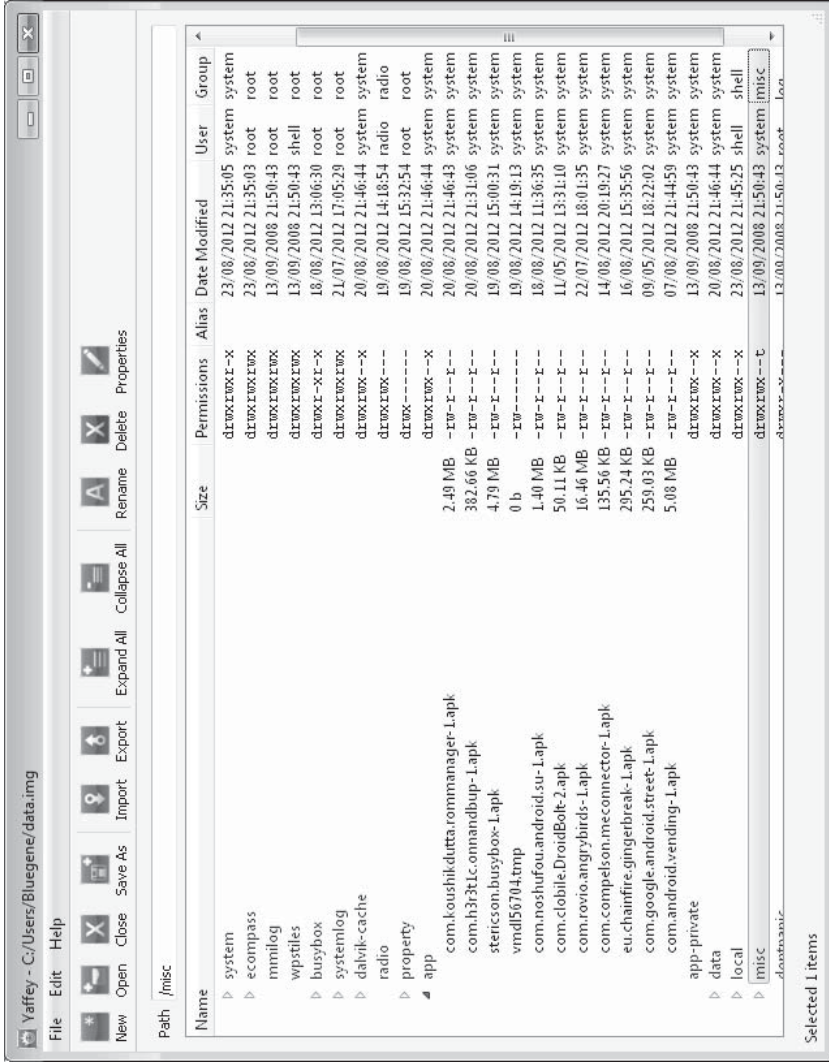 Yaffey - C:/Users/Bluegene/data.img
File Edit Help
New Open Close Save As Import Export Expand All Collapse All Rename Delete Properties
Path /misc
Name Size Permissions Alias Date Modified User Group
system drwxrwxr-x 23/08/2012 21:35:05 system system
ecompass drwxrwxrwx 23/08/2012 21:35:03 root root
mmilog drwxrwxrwx 13/09/2008 21:50:43 root root
wpstiles drwxrwxrwx 13/09/2008 21:50:43 shell root
busybox drwxr-xr-x 18/08/2012 13:06:30 root root
systemlog drwxrwxrwx 21/07/2012 17:05:29 root root
dalvik-cache drwxrwx--x 20/08/2012 21:46:44 system system
radio drwxrwx--- 19/08/2012 14:18:54 radio radio
property drwx------ 19/08/2012 15:32:54 root root
app drwxrwx--x 20/08/2012 21:46:44 system system
com.koushikdutta.rommanager-1.apk 2.49 MB -rw-r--r-- 20/08/2012 21:46:43 system system
com.h3r3t1c.onnandbup-1.apk 382.66 KB -rw-r--r-- 20/08/2012 21:31:06 system system
stericson.busybox-1.apk 4.79 MB -rw-r--r-- 19/08/2012 15:00:31 system system
vmdl56704.tmp 0 b -rw------- 19/08/2012 14:19:13 system system
com.noshufou.android.su-1.apk 1.40 MB -rw-r--r-- 18/08/2012 11:36:35 system system
com.clobile.DroidBolt-2.apk 50.11 KB -rw-r--r-- 11/05/2012 13:31:10 system system
com.rovio.angrybirds-1.apk 16.46 MB -rw-r--r-- 22/07/2012 18:01:35 system system
com.compelson.meconnector-1.apk 135.56 KB -rw-r--r-- 14/08/2012 20:19:27 system system
eu.chainfire.gingerbreak-1.apk 295.24 KB -rw-r--r-- 16/08/2012 15:35:56 system system
com.google.android.street-1.apk 259.03 KB -rw-r--r-- 09/05/2012 18:22:02 system system
com.android.vending-1.apk 5.08 MB -rw-r--r-- 07/08/2012 21:44:59 system system
app-private drwxrwx--x 13/09/2008 21:50:43 system system
data drwxrwx--x 20/08/2012 21:46:44 system system
local drwxrwx--x 23/08/2012 21:45:25 shell shell
misc drwxrwx--t 13/09/2008 21:50:43 system misc
dontpanic drwxr-x--- 13/09/2008 21:50:43 root log
Selected 1 items